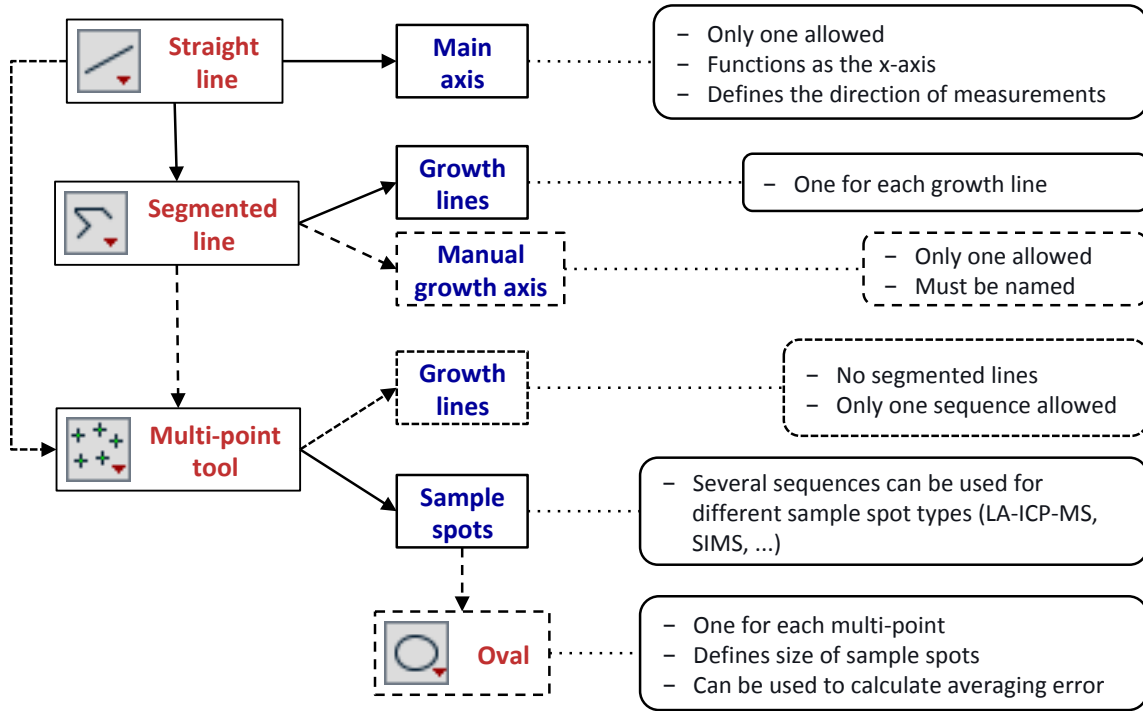 Straight
line
Main
axis
− Only one allowed
− Functions as the x-axis
− Defines the direction of measurements
Segmented
line
Growth
lines
− One for each growth line
Manual
growth axis
− Only one allowed
− Must be named
Multi-point
tool
Growth
lines
− No segmented lines
− Only one sequence allowed
Sample
spots
− Several sequences can be used for
different sample spot types (LA-ICP-MS,
SIMS, ...)
Oval
− One for each multi-point
− Defines size of sample spots
− Can be used to calculate averaging error